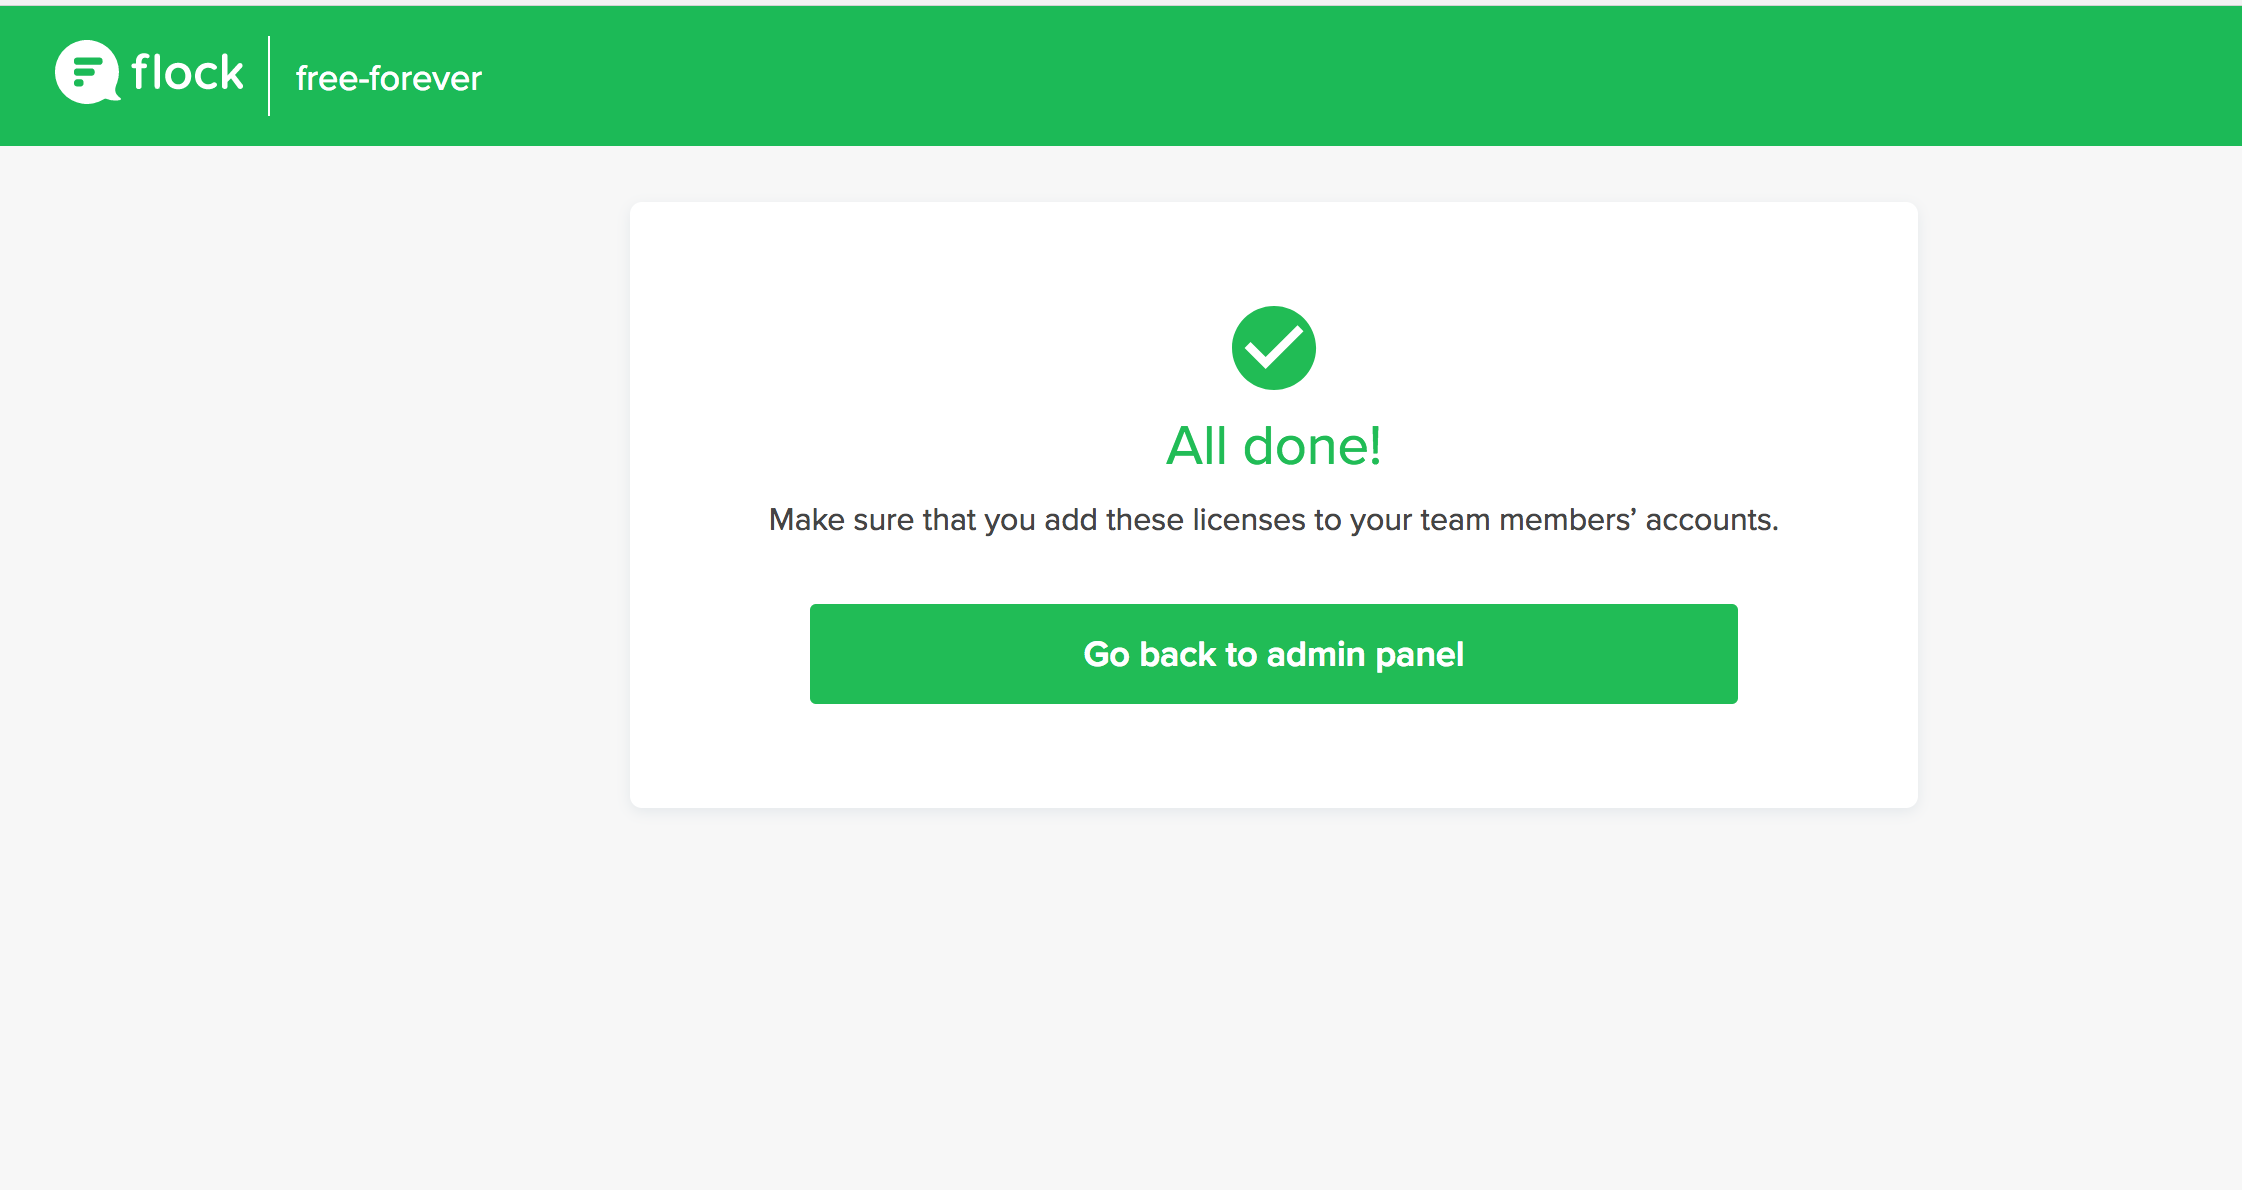 flock
free-forever
All done!
Make sure that you add these licenses to your team members’ accounts.
Go back to admin panel